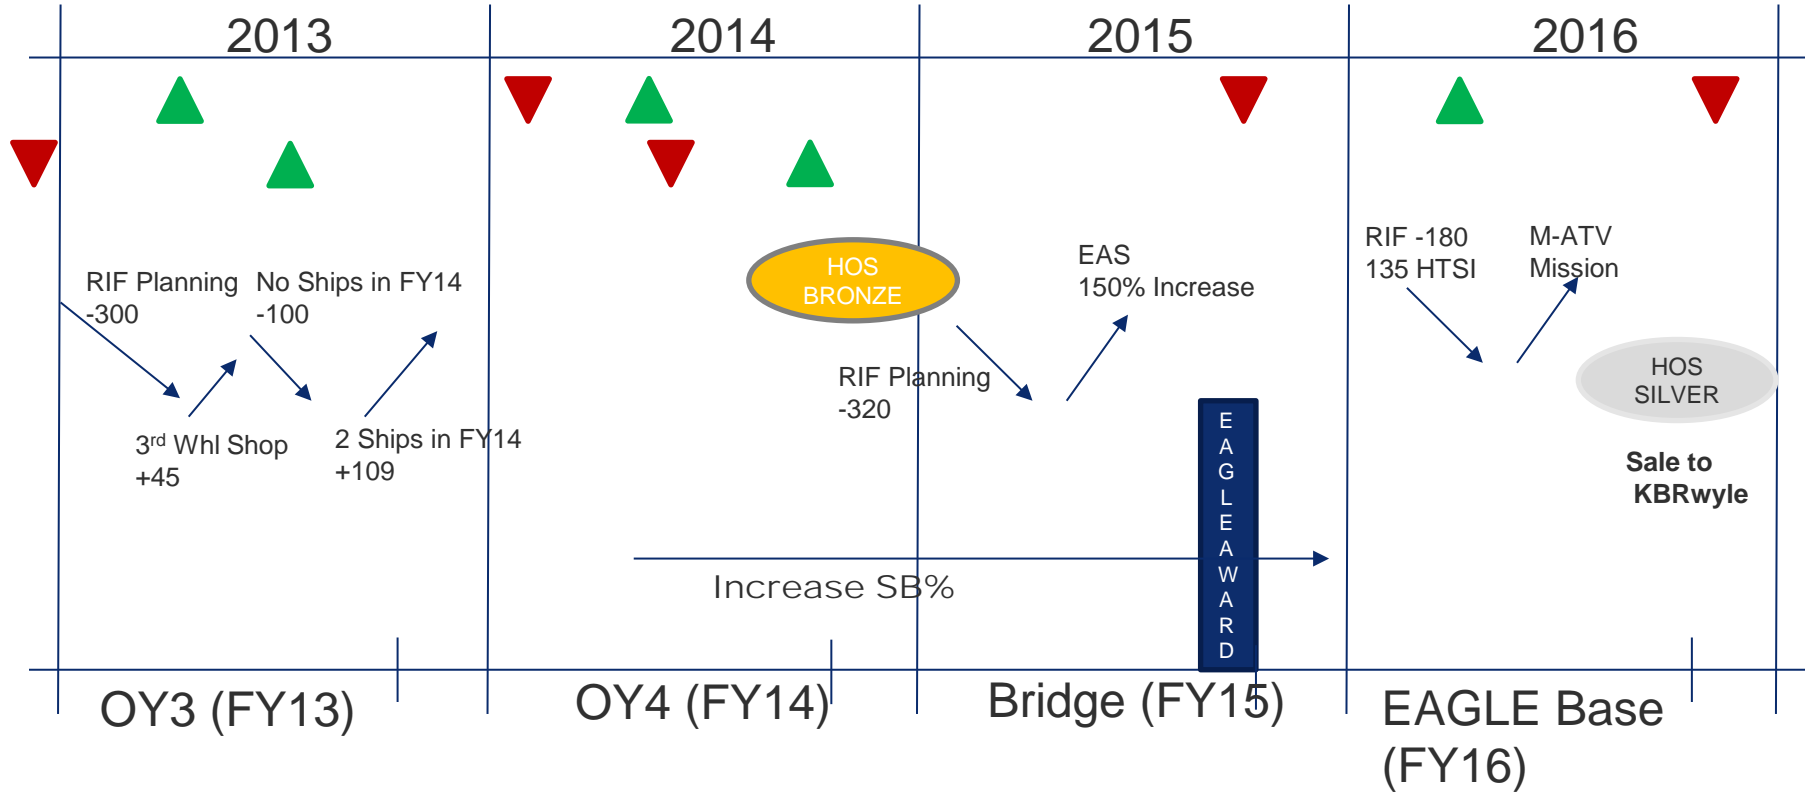 2013
2014
2015
2016
RIF Planning
-300
No Ships in FY14
-100
3rd Whl Shop
+45
2 Ships in FY14
+109
HOS
BRONZE
RIF Planning
-320
EAS
150% Increase
EAGLEAWARD
RIF -180
135 HTSI
M-ATV
Mission
HOS
SILVER
Sale to
KBRwyle
Increase SB%
OY3 (FY13)
OY4 (FY14)
Bridge (FY15)
EAGLE Base
(FY16)